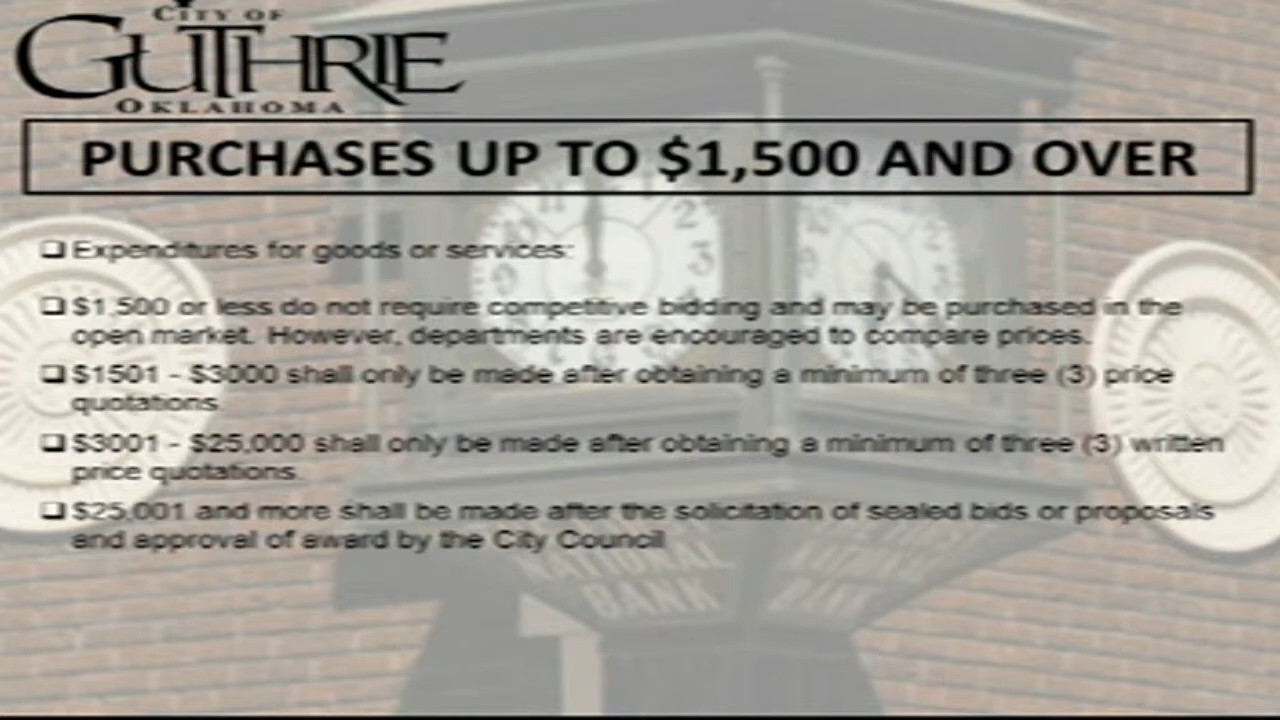 CITY OF
GUTHRIE
OKLAHOMA
PURCHASES UP TO $1,500 AND OVER
❑ Expenditures for goods or services:
❑ $1,500 or less do not require competitive bidding and may be purchased in the
open market. However, departments are encouraged to compare prices.
❑ $1501 - $3000 shall only be made after obtaining a minimum of three (3) price
quotations.
❑ $3001 - $25,000 shall only be made after obtaining a minimum of three (3) written
price quotations.
❑ $25,001 and more shall be made after the solicitation of sealed bids or proposals
and approval of award by the City Council
NATIONAL
BANK
BANK